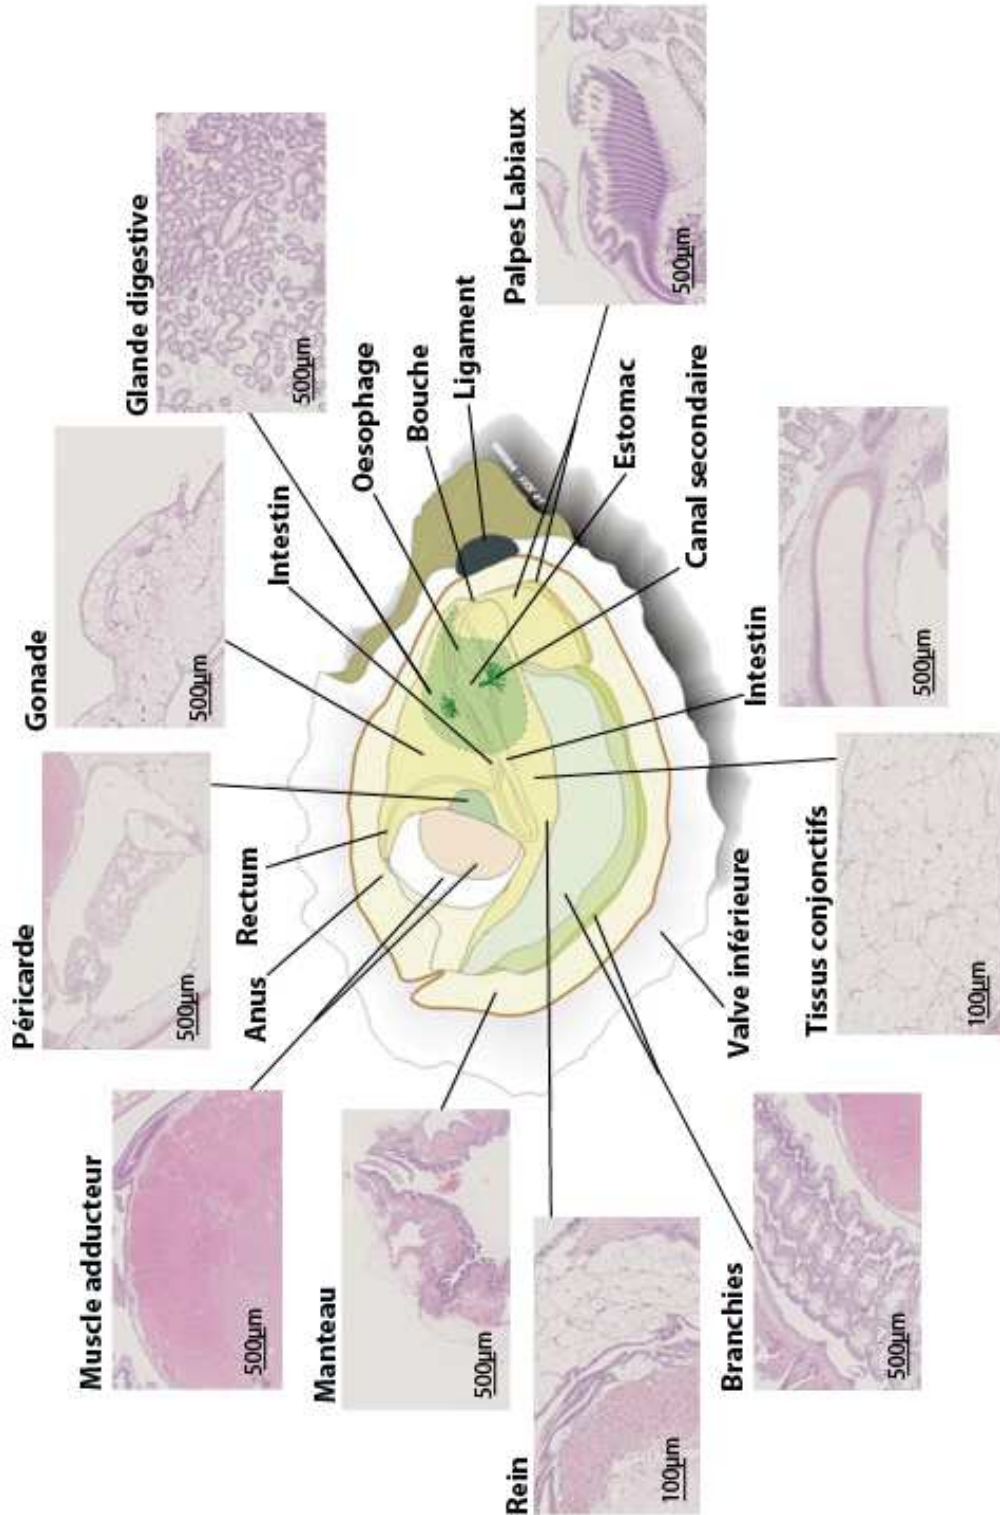 Muscle adducteur
500µm
Péricarde
500µm
Gonade
500µm
Glande digestive
500µm
Manteau
500µm
Anus
Rectum
Intestin
Oesophage
Bouche
Ligament
Palpes Labiaux
500µm
Rein
100µm
Estomac
Canal secondaire
Branchies
500µm
Valve inférieure
Tissus conjonctifs
100µm
Intestin
500µm